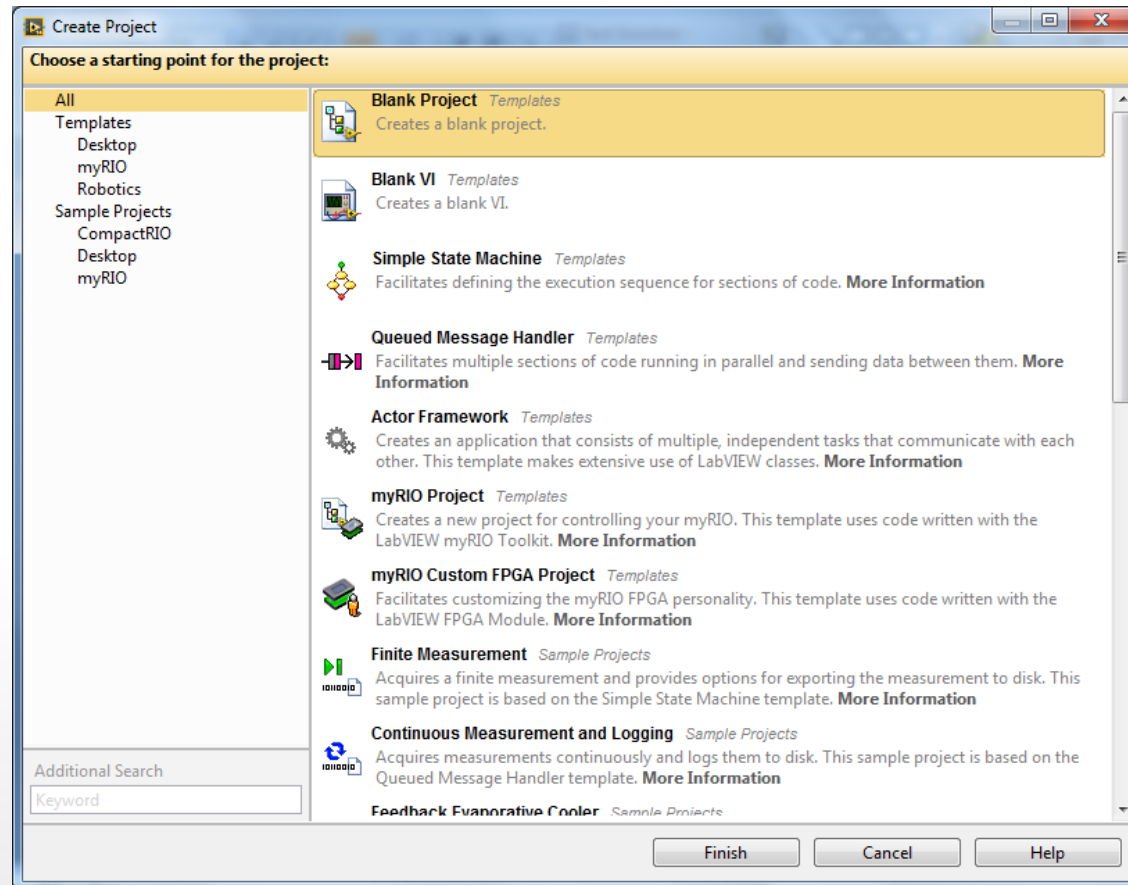 Create Project
Choose a starting point for the project:
All
Templates
Desktop
myRIO
Robotics
Sample Projects
CompactRIO
Desktop
myRIO
Additional Search
Keyword
Blank Project Templates
Creates a blank project.
Blank VI Templates
Creates a blank VI.
Simple State Machine Templates
Facilitates defining the execution sequence for sections of code. More Information
Queued Message Handler Templates
Facilitates multiple sections of code running in parallel and sending data between them. More
Information
Actor Framework Templates
Creates an application that consists of multiple, independent tasks that communicate with each
other. This template makes extensive use of LabVIEW classes. More Information
myRIO Project Templates
Creates a new project for controlling your myRIO. This template uses code written with the
LabVIEW myRIO Toolkit. More Information
myRIO Custom FPGA Project Templates
Facilitates customizing the myRIO FPGA personality. This template uses code written with the
LabVIEW FPGA Module. More Information
Finite Measurement Sample Projects
Acquires a finite measurement and provides options for exporting the measurement to disk. This
sample project is based on the Simple State Machine template. More Information
Continuous Measurement and Logging Sample Projects
Acquires measurements continuously and logs them to disk. This sample project is based on the
Queued Message Handler template. More Information
Feedback Evaporative Cooler Sample Projects
Finish
Cancel
Help